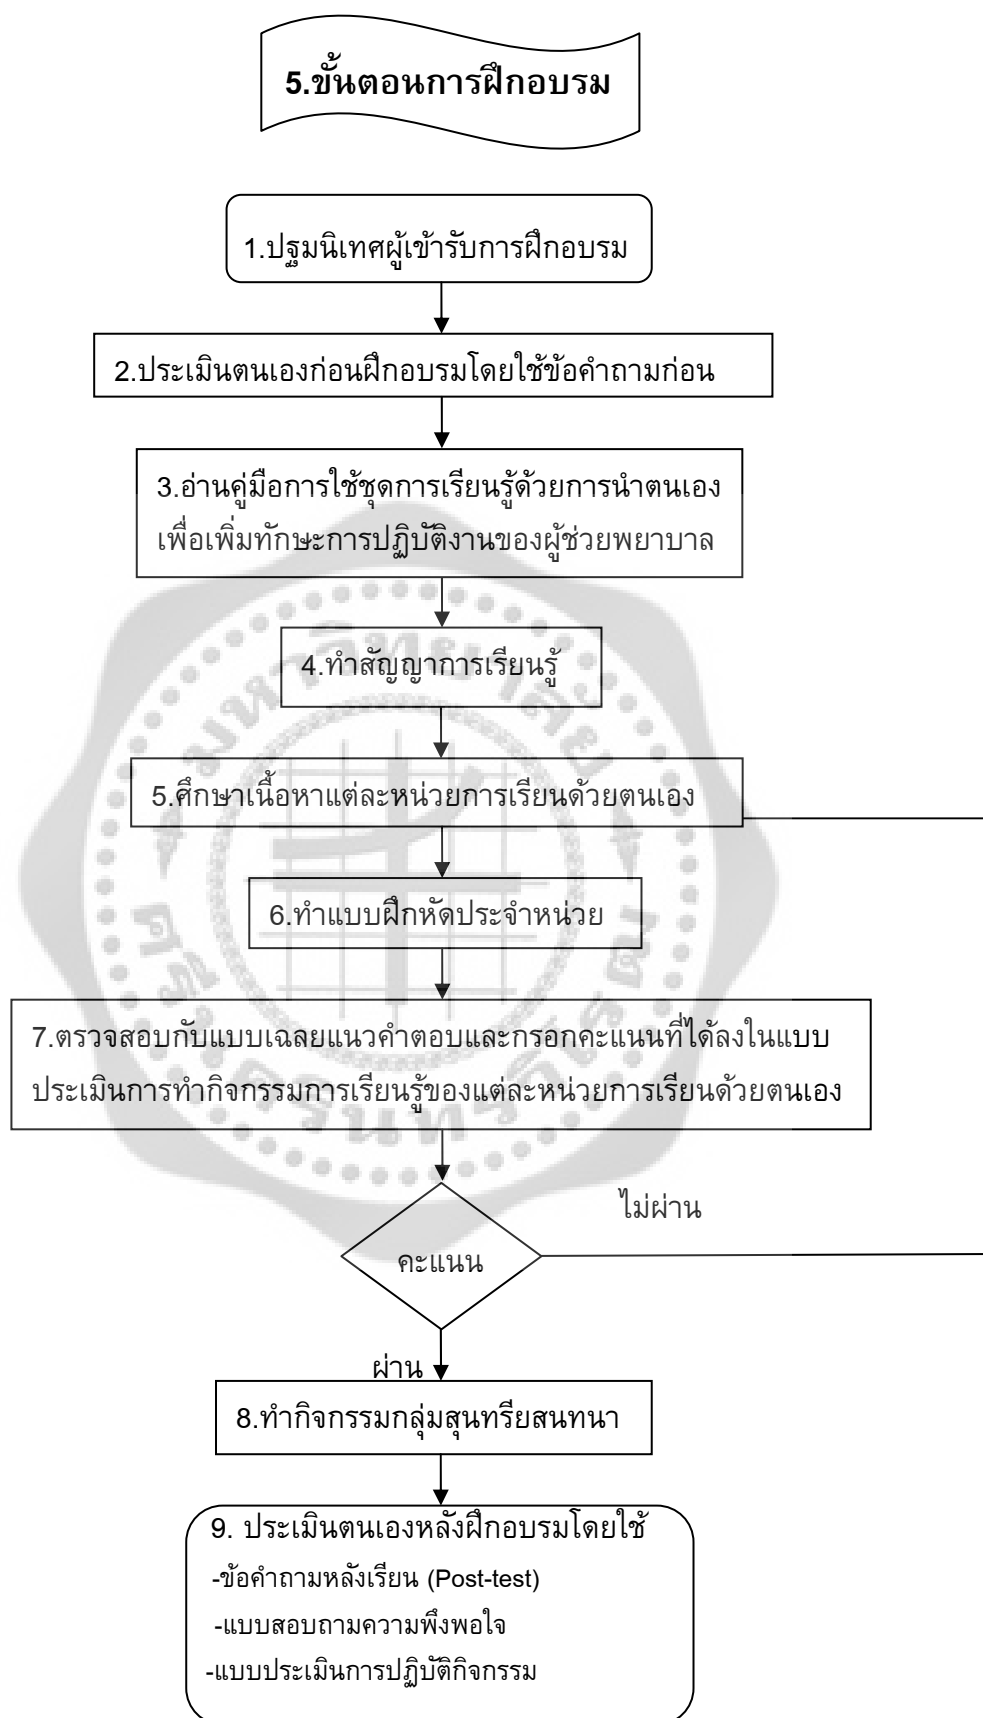 5.ขั้นตอนการฝึกอบรม
1.ปฐมนิเทศผู้เข้ารับการฝึกอบรม
2.ประเมินตนเองก่อนฝึกอบรมโดยใช้ข้อคำถามก่อน
3.อ่านคู่มือการใช้ชุดการเรียนรู้ด้วยการนำตนเอง
เพื่อเพิ่มทักษะการปฏิบัติงานของผู้ช่วยพยาบาล
4.ทำสัญญาการเรียนรู้
5.ศึกษาเนื้อหาแต่ละหน่วยการเรียนด้วยตนเอง
6.ทำแบบฝึกหัดประจำหน่วย
7.ตรวจสอบกับแบบเฉลยแนวคำตอบและกรอกคะแนนที่ได้ลงในแบบ
ประเมินการทำกิจกรรมการเรียนรู้ของแต่ละหน่วยการเรียนด้วยตนเอง
ไม่ผ่าน
คะแนน
ผ่าน
8.ทำกิจกรรมกลุ่มสุนทรียสนทนา
9. ประเมินตนเองหลังฝึกอบรมโดยใช้
-ข้อคำถามหลังเรียน (Post-test)
-แบบสอบถามความพึงพอใจ
-แบบประเมินการปฏิบัติกิจกรรม
มหาวิทยาลัย
ศรีนครินทรวิโรฒ